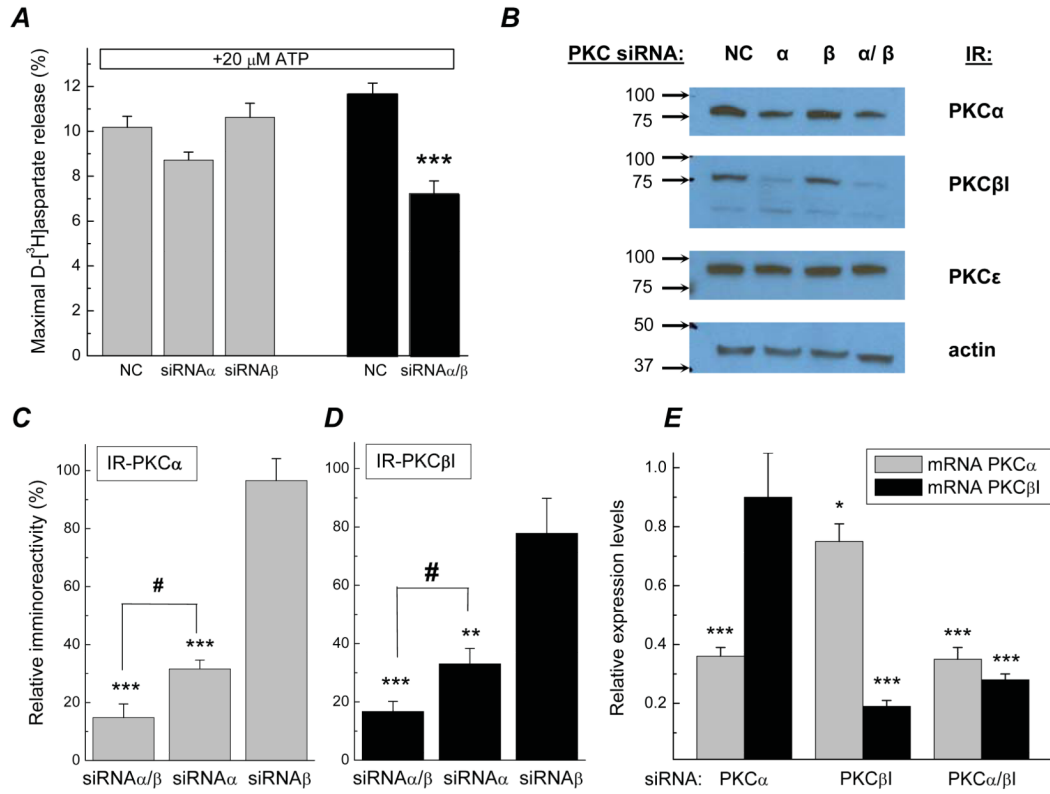 A
+20 µM ATP
Maximal D-[³H]aspartate release (%)
12
10
8
6
4
2
0
NC siRNAα siRNAβ NC siRNAα/β
***
B
PKC siRNA: NC α β α/ β IR:
100
75
PKCα
100
75
PKCβI
100
75
PKCε
50
37
actin
C
IR-PKCα
Relative imminoreactivity (%)
100
80
60
40
20
0
#
***
***
siRNAα/β siRNAα siRNAβ
D
IR-PKCβI
100
80
60
40
20
0
#
***
**
siRNAα/β siRNAα siRNAβ
E
mRNA PKCα
mRNA PKCβI
Relative expression levels
1.0
0.8
0.6
0.4
0.2
***
*
***
***
***
siRNA: PKCα PKCβI PKCα/βI